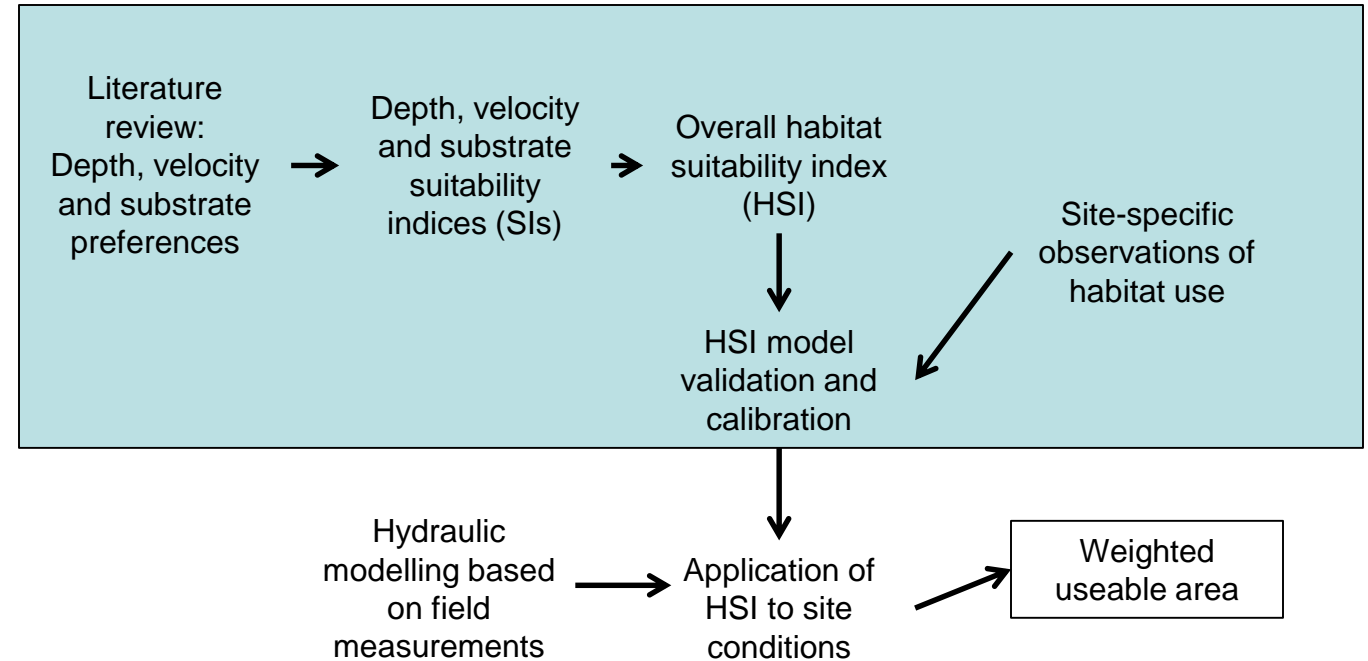 Literature
review:
Depth, velocity
and substrate
preferences
Depth, velocity
and substrate
suitability
indices (SIs)
Overall habitat
suitability index
(HSI)
Site-specific
observations of
habitat use
HSI model
validation and
calibration
Hydraulic
modelling based
on field
measurements
Application of
HSI to site
conditions
Weighted
useable area